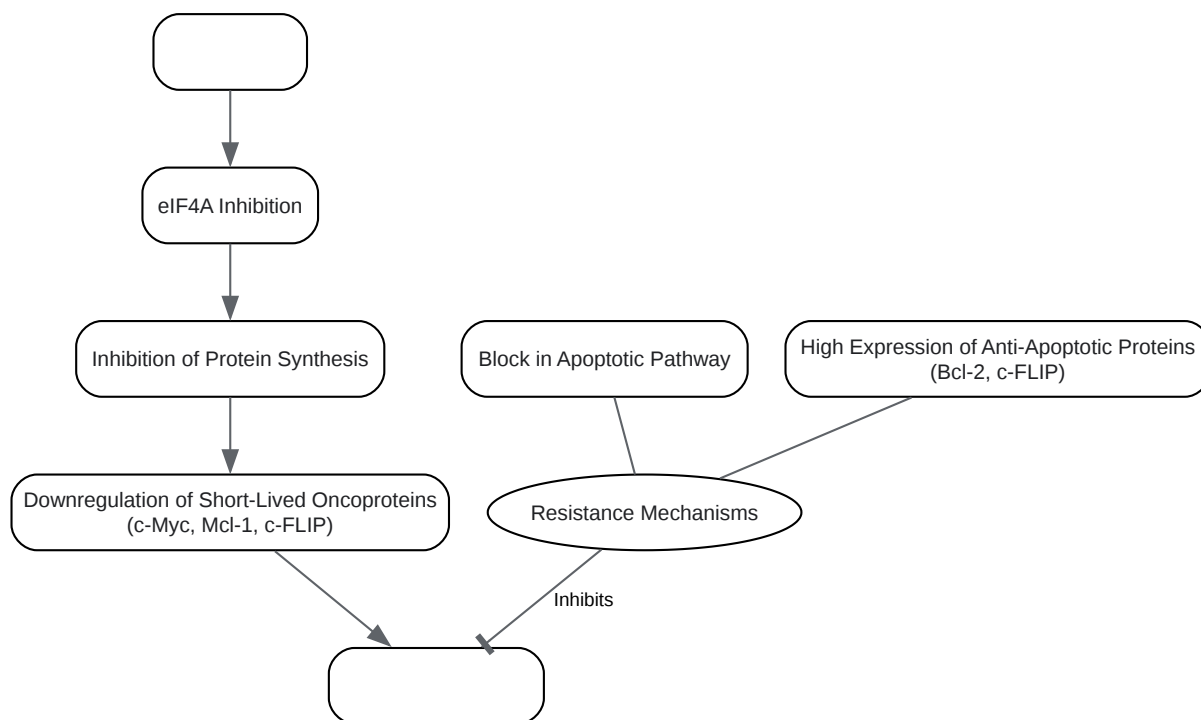 eIF4A Inhibition
Inhibition of Protein Synthesis
Block in Apoptotic Pathway
High Expression of Anti-Apoptotic Proteins
(Bcl-2, c-FLIP)
Downregulation of Short-Lived Oncoproteins
(c-Myc, Mcl-1, c-FLIP)
Resistance Mechanisms
Inhibits